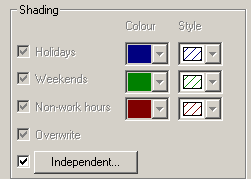 Shading
Colour Style
Holidays
Weekends
Non-work hours
Overwrite
Independent...